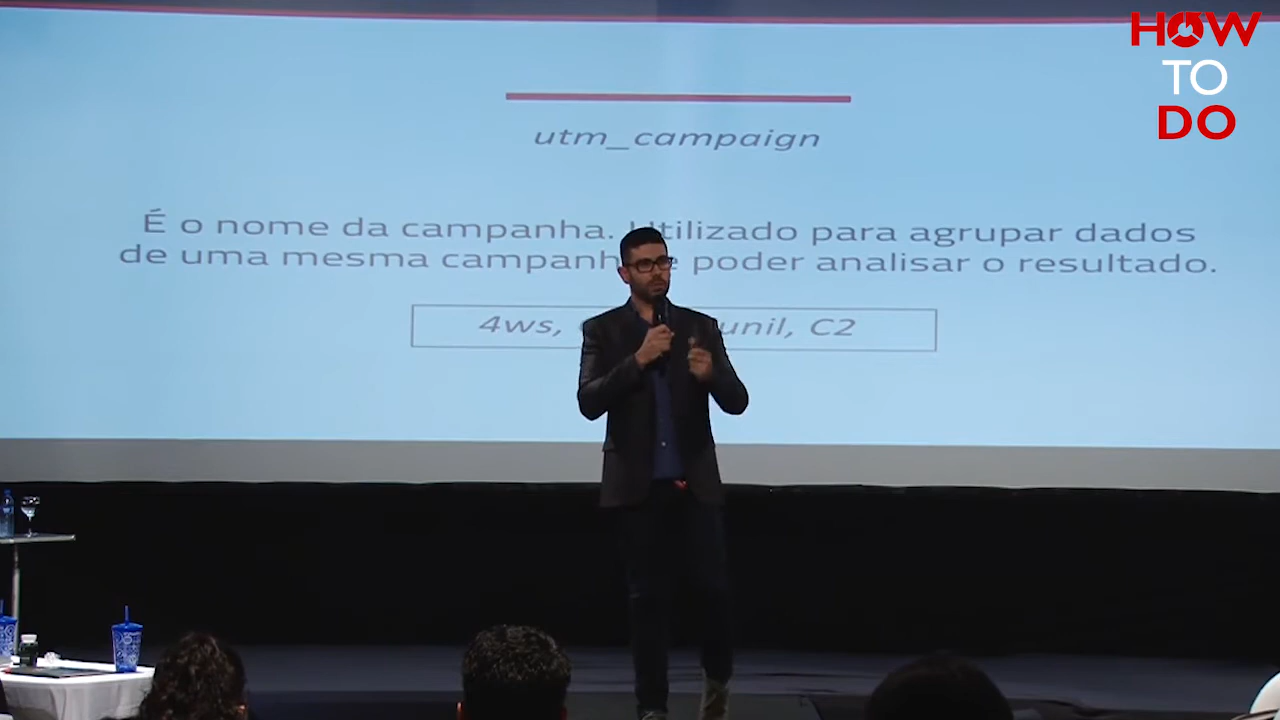 HOW
TO
DO
utm_campaign
É o nome da campanha. Utilizado para agrupar dados
de uma mesma campanha poder analisar o resultado.
4ws, unil, C2